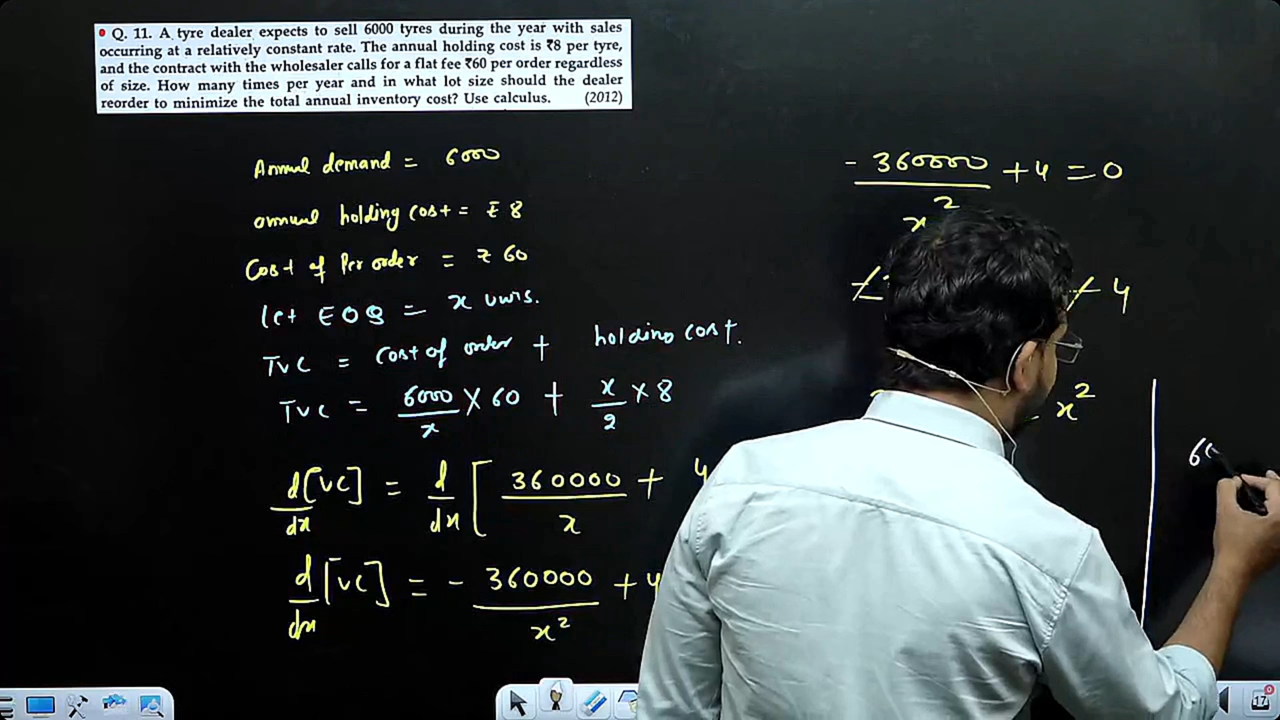 Q. 11. A tyre dealer expects to sell 6000 tyres during the year with sales
occurring at a relatively constant rate. The annual holding cost is ₹8 per tyre,
and the contract with the wholesaler calls for a flat fee ₹60 per order regardless
of size. How many times per year and in what lot size should the dealer
reorder to minimize the total annual inventory cost? Use calculus. (2012)
Annual demand = 6000
annual holding cost = ₹ 8
Cost of Per order = ₹ 60
let EOQ = x units.
TVC = Cost of order + holding cost.
TVC = 6000/x × 60 + x/2 × 8
d/dx [VC] = d/dx [ 360000/x + 4
d/dx [VC] = - 360000/x² + 4
- 360000/x² + 4 = 0
4
x²
60
17